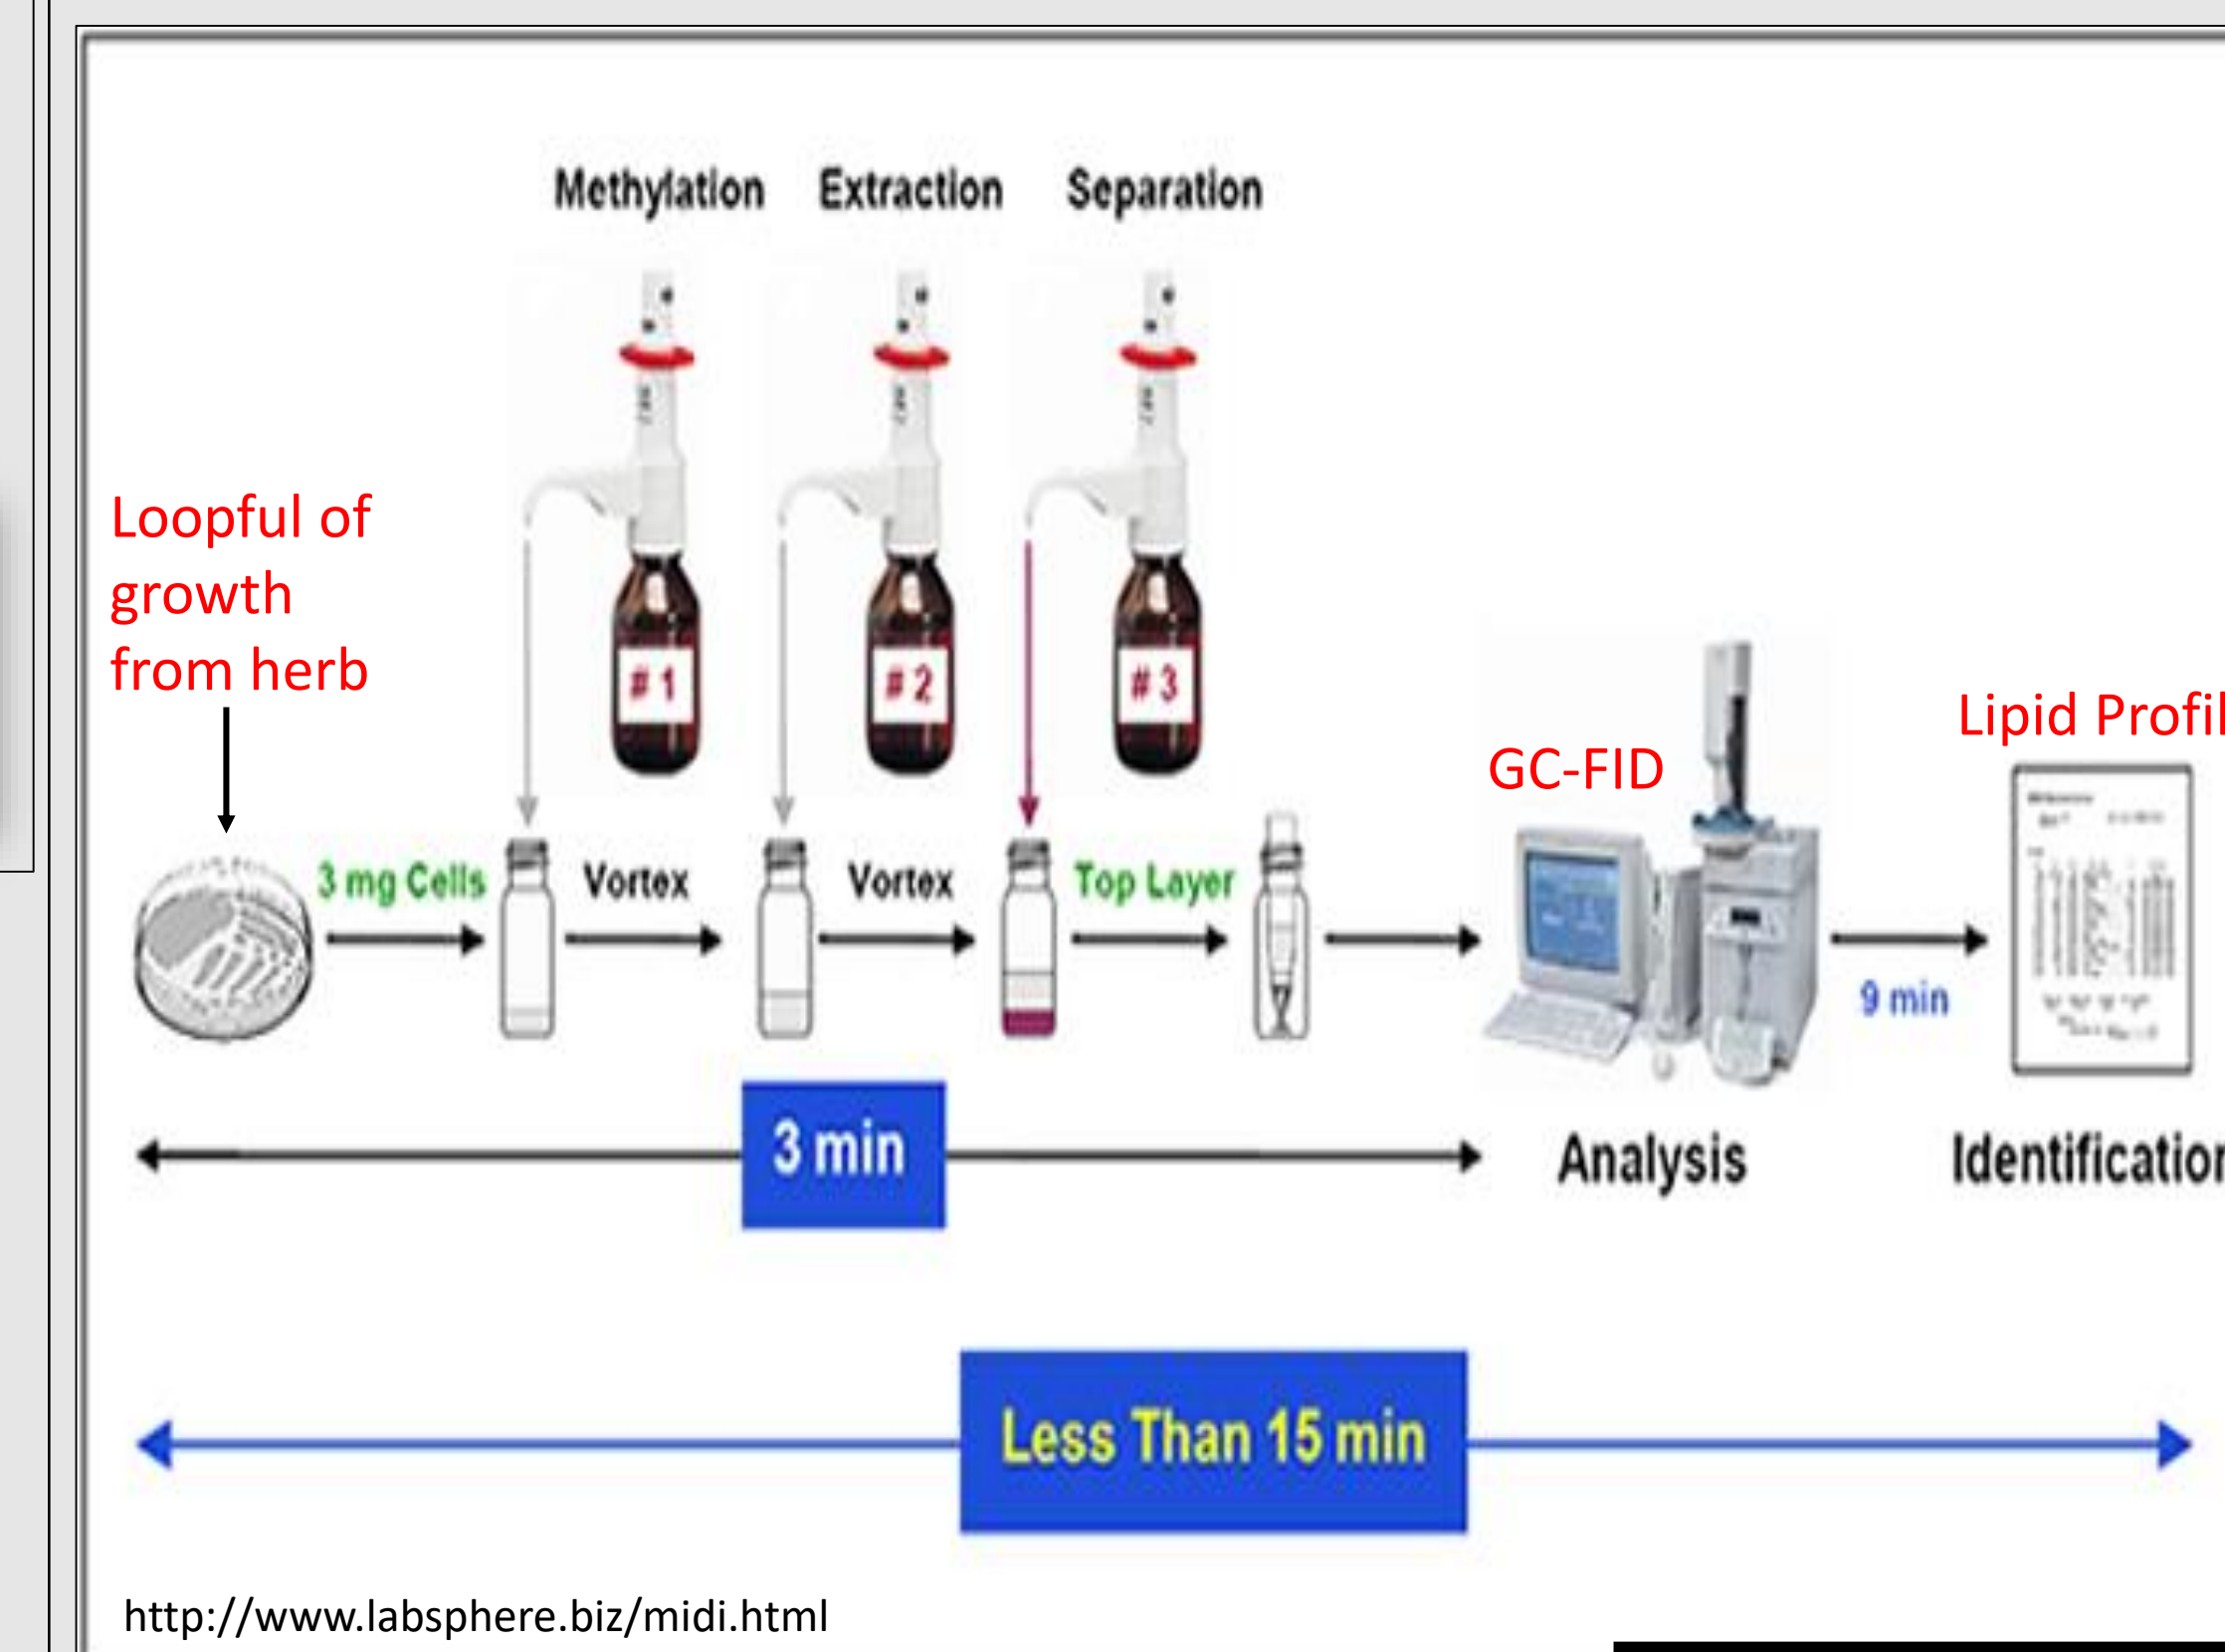 Methylation Extraction Separation
Loopful of
growth
from herb
# 1
# 2
# 3
Lipid Profil
GC-FID
3 mg Cells
Vortex
Vortex
Top Layer
9 min
3 min
Analysis
Identification
Less Than 15 min
http://www.labsphere.biz/midi.html